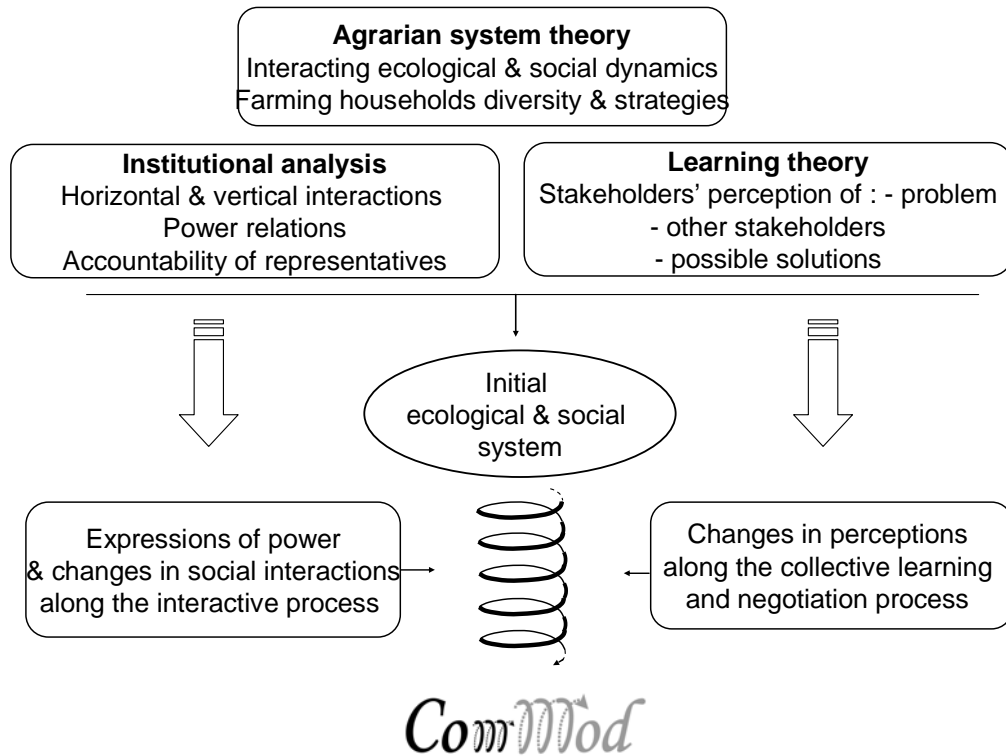 Agrarian system theory
Interacting ecological & social dynamics
Farming households diversity & strategies
Institutional analysis
Horizontal & vertical interactions
Power relations
Accountability of representatives
Learning theory
Stakeholders’ perception of : - problem
- other stakeholders
- possible solutions
Initial
ecological & social
system
Expressions of power
& changes in social interactions
along the interactive process
Changes in perceptions
along the collective learning
and negotiation process
ComMod